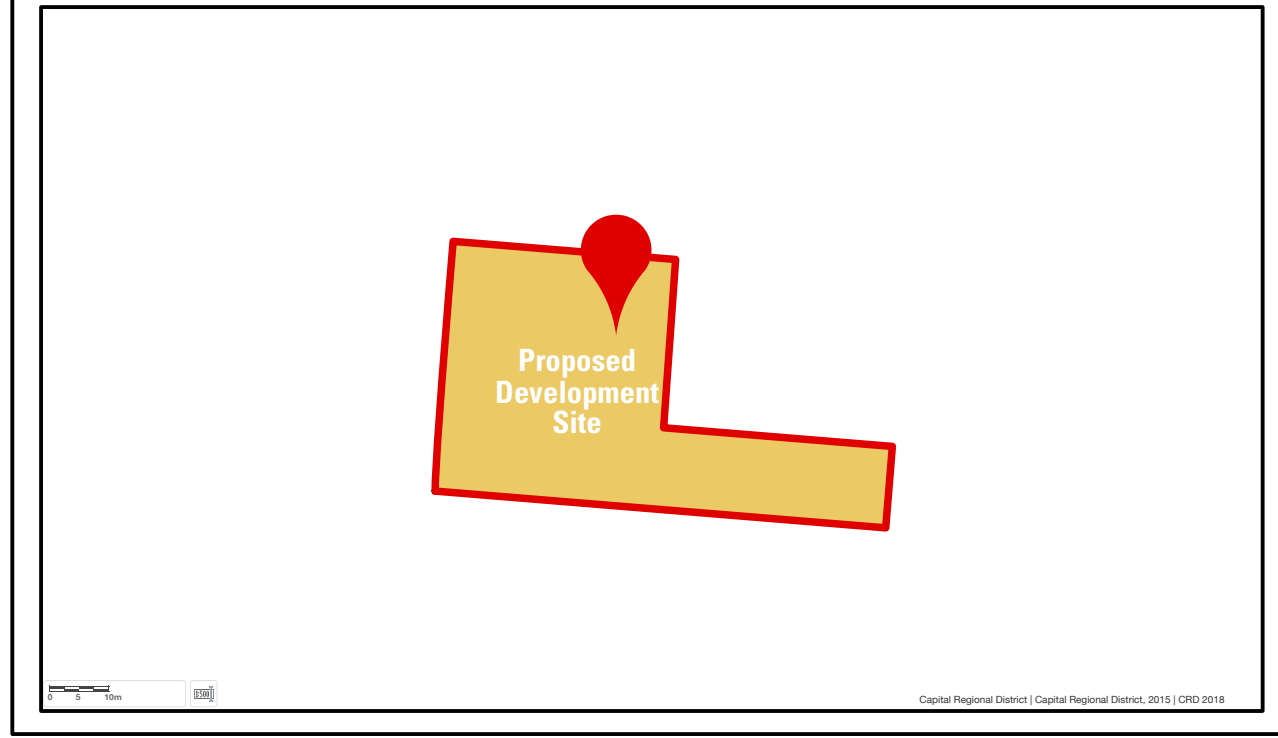 Proposed
Development
Site
0 5 10m
1:500
Capital Regional District | Capital Regional District, 2015 | CRD 2018